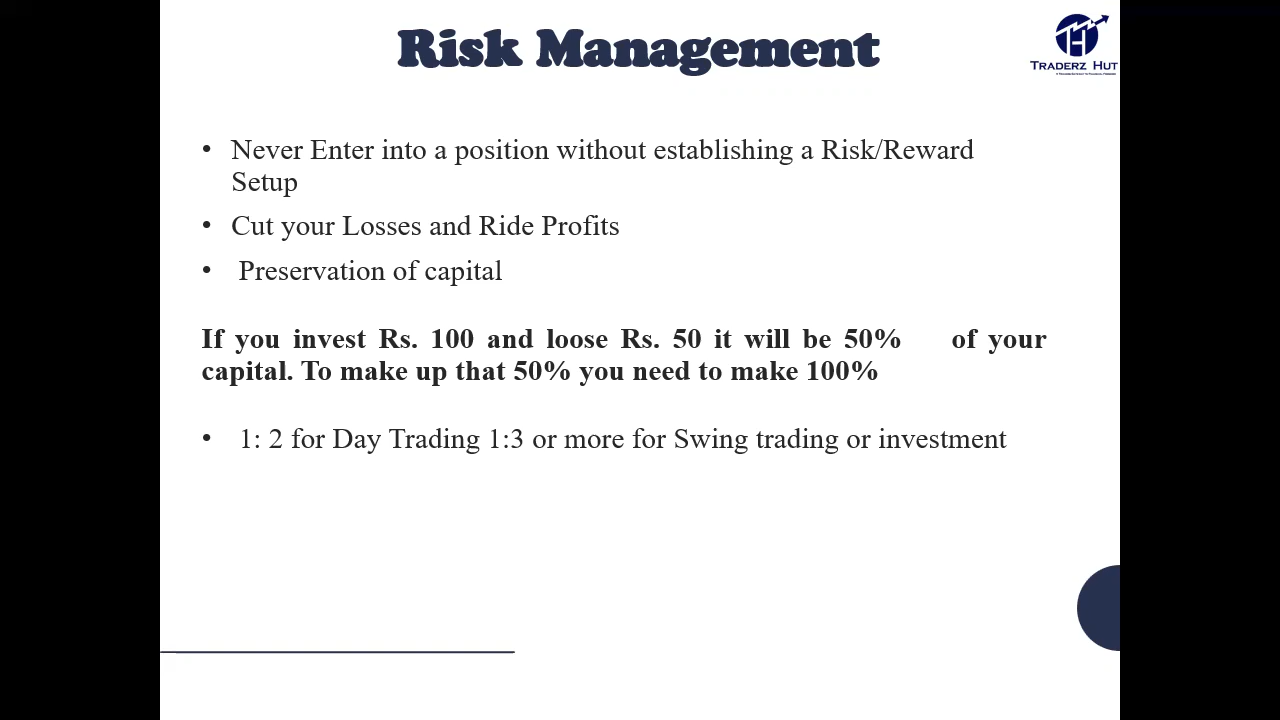 Risk Management
TRADERZ HUT
• Never Enter into a position without establishing a Risk/Reward
Setup
• Cut your Losses and Ride Profits
• Preservation of capital
If you invest Rs. 100 and loose Rs. 50 it will be 50% of your
capital. To make up that 50% you need to make 100%
• 1: 2 for Day Trading 1:3 or more for Swing trading or investment